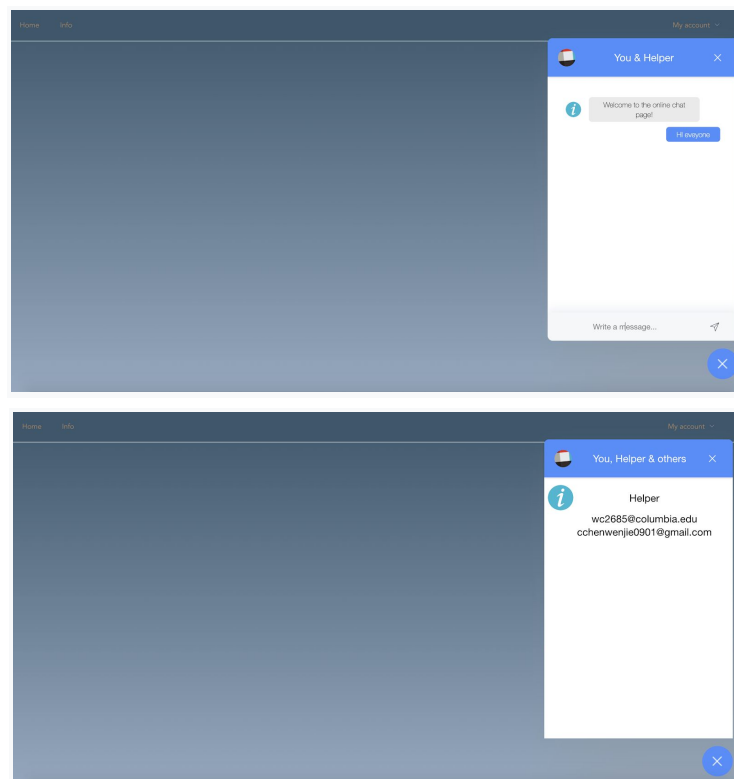 Home Info My account
You & Helper
Welcome to the online chat
page!
Hi eveyone
Write a message...
Home Info My account
You, Helper & others
Helper
wc2685@columbia.edu
cchenwenjie0901@gmail.com